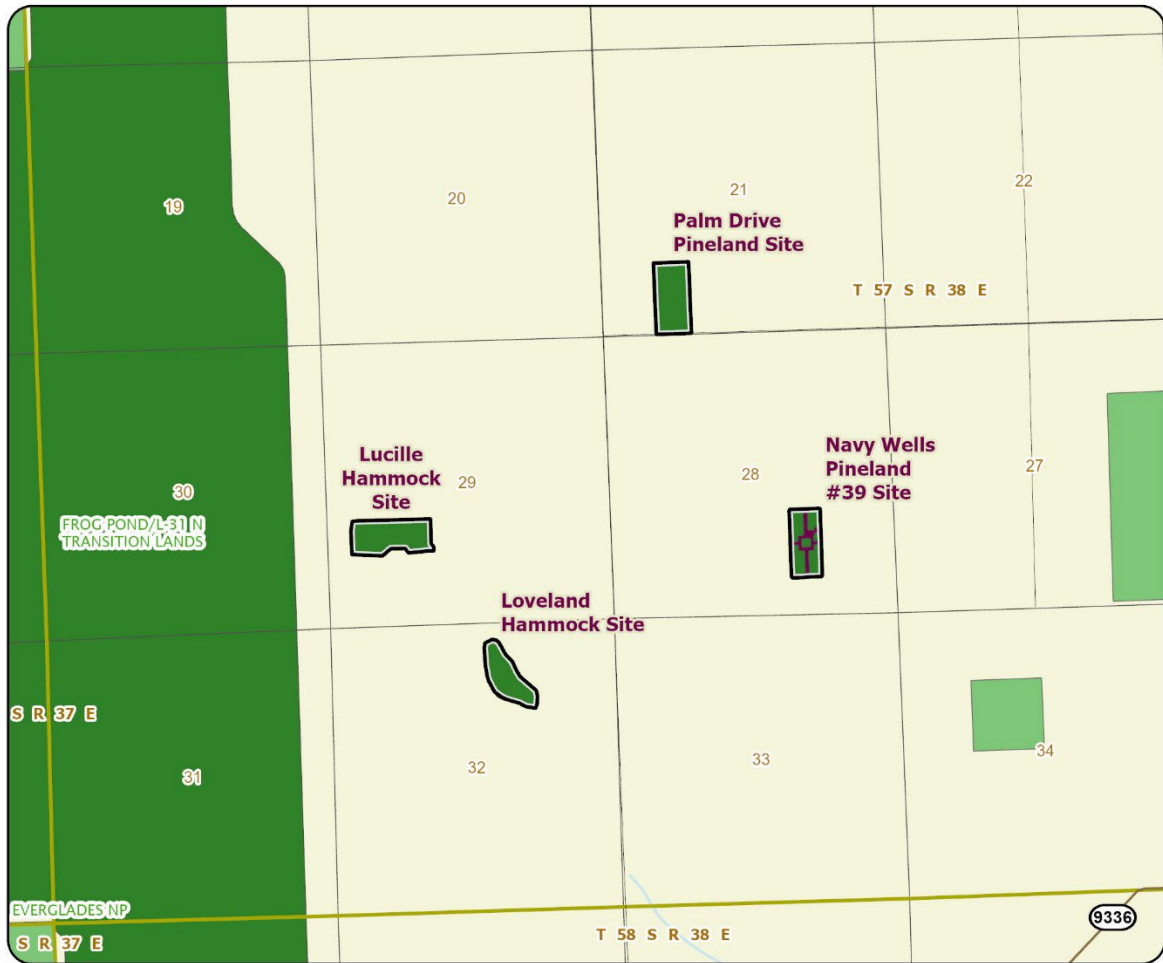 22
21
20
19
Palm Drive
Pineland Site
T 57 S R 38 E
Navy Wells
Pineland
#39 Site
Lucille
Hammock
Site
27
28
29
30
FROG POND/L-31 N
TRANSITION LANDS
Loveland
Hammock Site
S R 37 E
34
33
32
31
EVERGLADES NP
9336
T 58 S R 38 E
S R 37 E